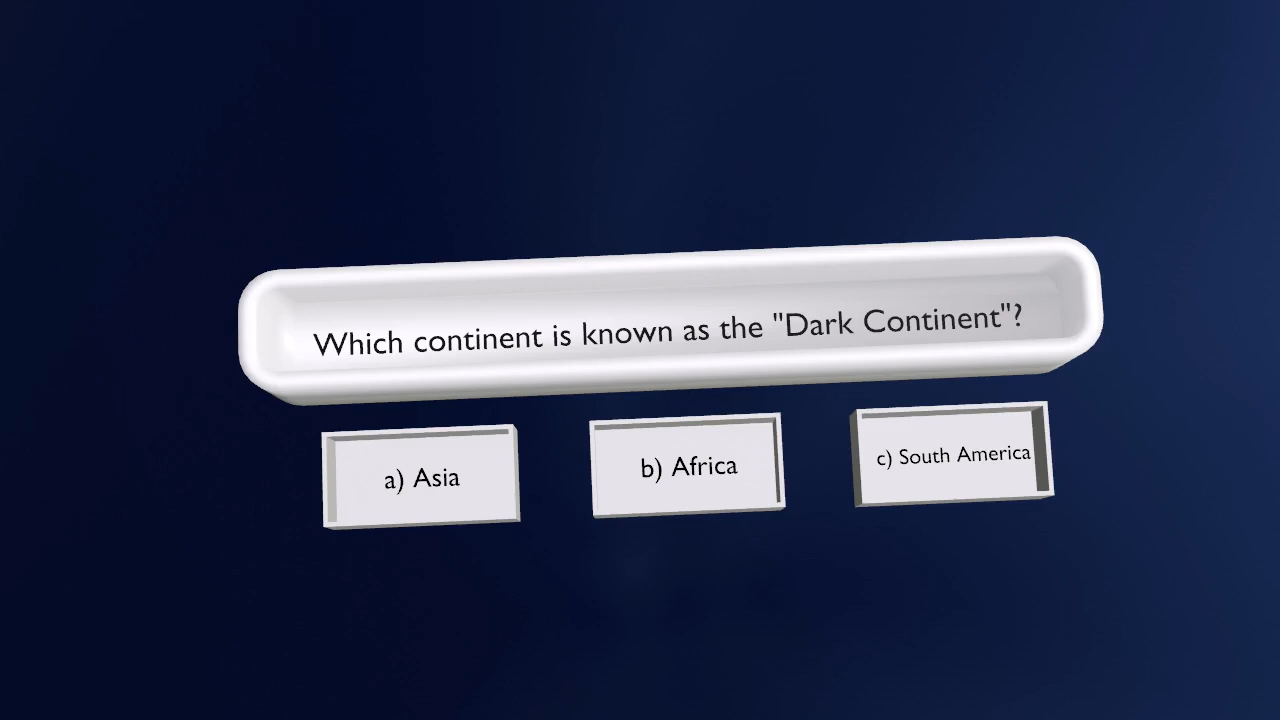 Which continent is known as the "Dark Continent"?
a) Asia
b) Africa
c) South America